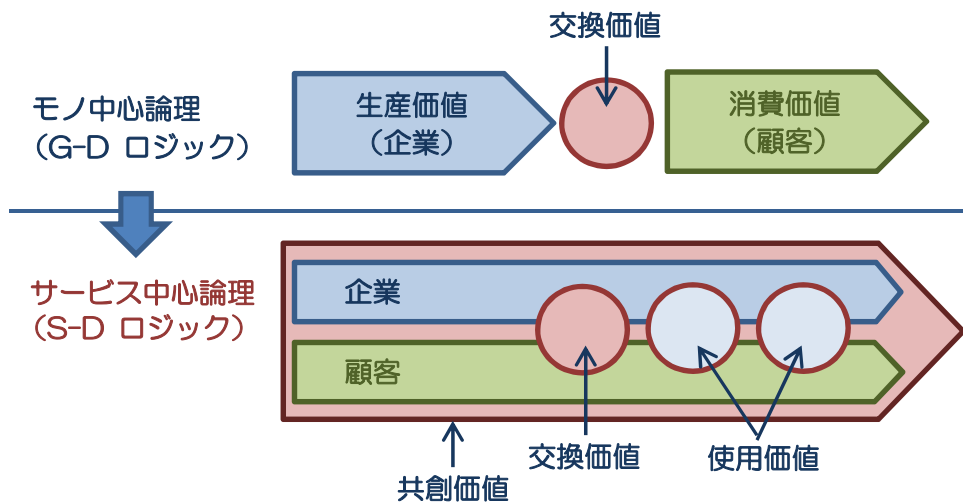 交換価値
モノ中心論理
（G-D ロジック）
生産価値
（企業）
消費価値
（顧客）
サービス中心論理
（S-D ロジック）
企業
顧客
交換価値
使用価値
共創価値